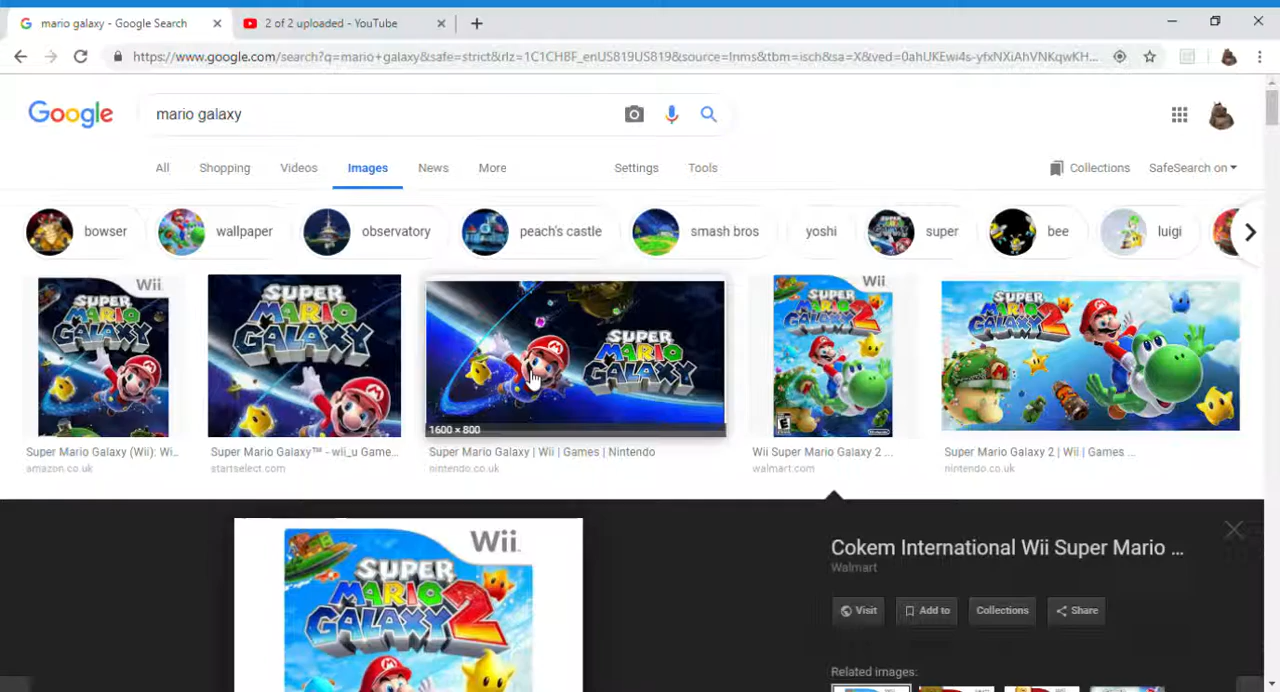 mario galaxy - Google Search
2 of 2 uploaded - YouTube
https://www.google.com/search?q=mario+galaxy&safe=strict&rlz=1C1CHBF_enUS819US819&source=lnms&tbm=isch&sa=X&ved=0ahUKEwi4s-yfxNXiAhVNKqwKH...
Google
mario galaxy
All Shopping Videos Images News More Settings Tools Collections SafeSearch on
bowser wallpaper observatory peach's castle smash bros yoshi super bee luigi
Wii
SUPER MARIO GALAXY
SUPER MARIO GALAXY
SUPER MARIO GALAXY
1600 × 800
Wii
SUPER MARIO GALAXY 2
SUPER MARIO GALAXY 2
Super Mario Galaxy (Wii): Wi... Super Mario Galaxy™ - wii_u Game... Super Mario Galaxy | Wii | Games | Nintendo Wii Super Mario Galaxy 2 ... Super Mario Galaxy 2 | Wii | Games ...
amazon.co.uk startselect.com nintendo.co.uk walmart.com nintendo.co.uk
Wii
SUPER MARIO GALAXY 2
Cokem International Wii Super Mario ...
Walmart
Visit Add to Collections Share
Related images: